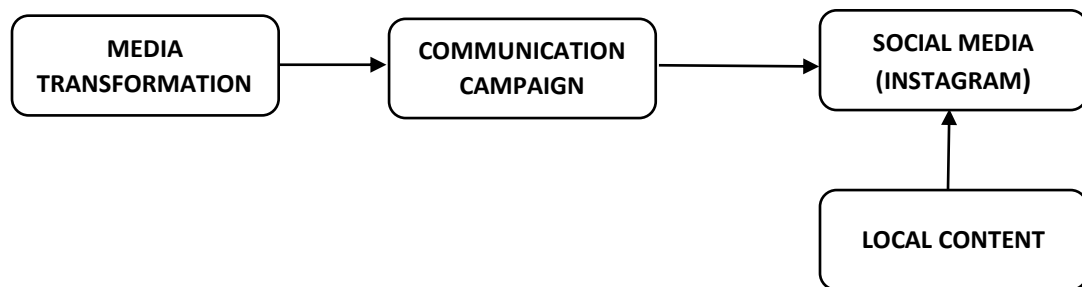 MEDIA
TRANSFORMATION
COMMUNICATION
CAMPAIGN
SOCIAL MEDIA
(INSTAGRAM)
LOCAL CONTENT